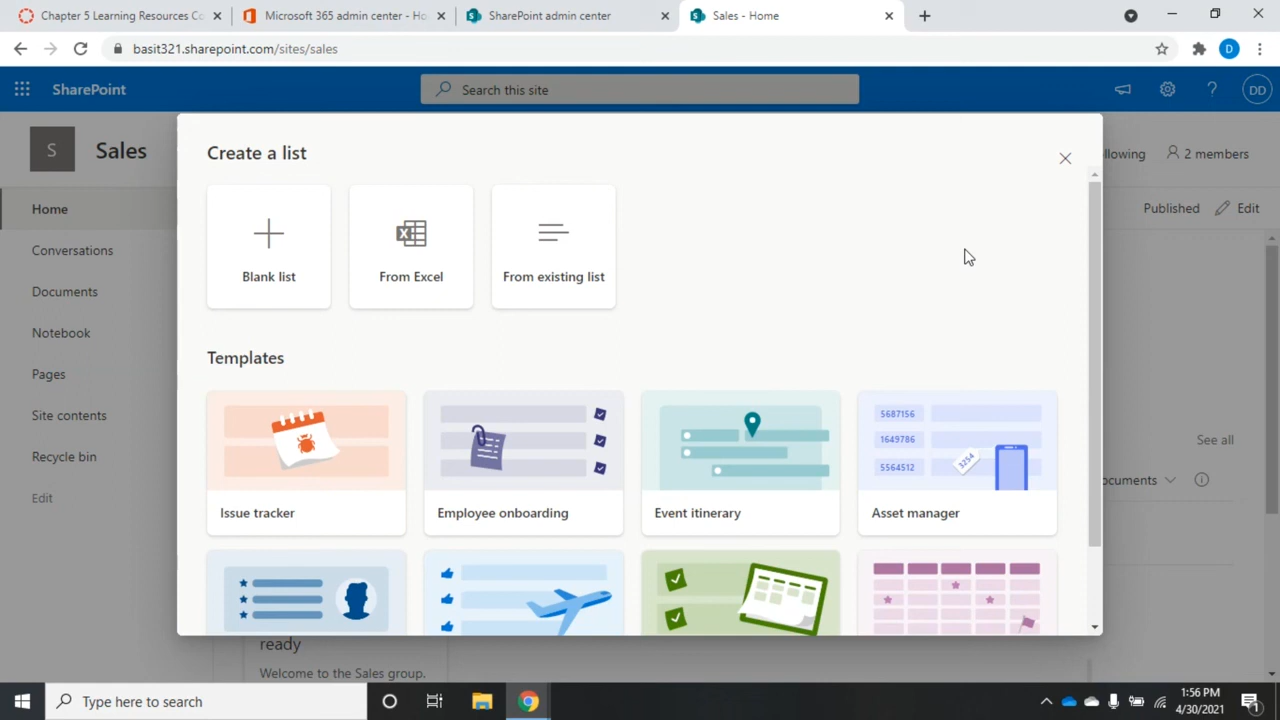 Chapter 5 Learning Resources Co
Microsoft 365 admin center - Ho
SharePoint admin center
Sales - Home
basit321.sharepoint.com/sites/sales
D
SharePoint
Search this site
?
DD
S
Sales
llowing
2 members
Create a list
Home
Published
Edit
Blank list
From Excel
From existing list
Conversations
Documents
Notebook
Pages
Site contents
Recycle bin
Edit
Templates
5687156
1649786
5564512
3254
See all
ocuments
Issue tracker
Employee onboarding
Event itinerary
Asset manager
ready
Welcome to the Sales group.
Type here to search
1:56 PM
4/30/2021
1